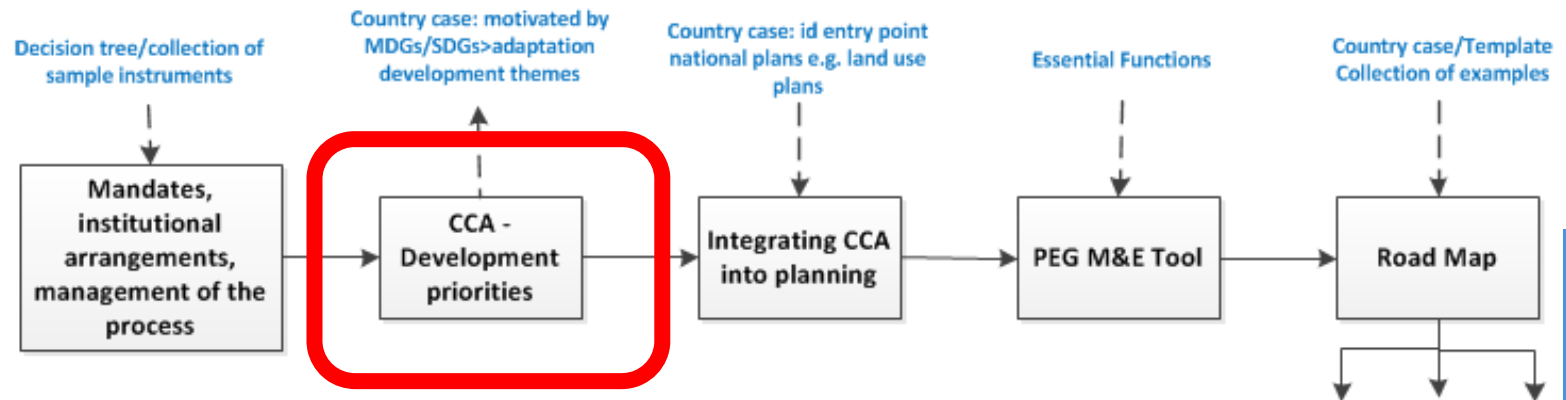 Decision tree/collection of
sample instruments
Country case: motivated by
MDGs/SDGs>adaptation
development themes
Country case: id entry point
national plans e.g. land use
plans
Essential Functions
Country case/Template
Collection of examples
Mandates,
institutional
arrangements,
management of the
process
CCA -
Development
priorities
Integrating CCA
into planning
PEG M&E Tool
Road Map